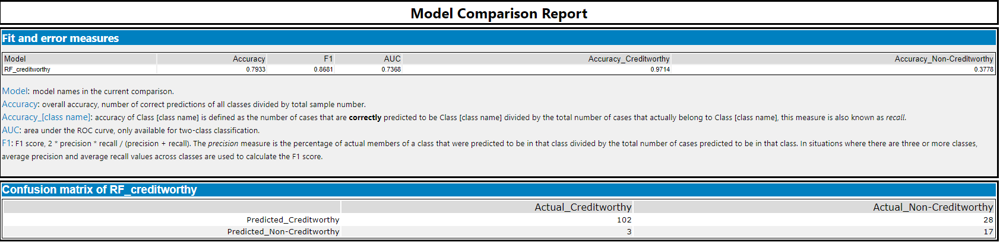 Model Comparison Report
Fit and error measures
Model Accuracy F1 AUC Accuracy_Creditworthy Accuracy_Non-Creditworthy
RF_creditworthy 0.7933 0.8681 0.7368 0.9714 0.3778
Model: model names in the current comparison.
Accuracy: overall accuracy, number of correct predictions of all classes divided by total sample number.
Accuracy_[class name]: accuracy of Class [class name] is defined as the number of cases that are correctly predicted to be Class [class name] divided by the total number of cases that actually belong to Class [class name], this measure is also known as recall.
AUC: area under the ROC curve, only available for two-class classification.
F1: F1 score, 2 * precision * recall / (precision + recall). The precision measure is the percentage of actual members of a class that were predicted to be in that class divided by the total number of cases predicted to be in that class. In situations where there are three or more classes,
average precision and average recall values across classes are used to calculate the F1 score.
Confusion matrix of RF_creditworthy
Actual_Creditworthy Actual_Non-Creditworthy
Predicted_Creditworthy 102 28
Predicted_Non-Creditworthy 3 17